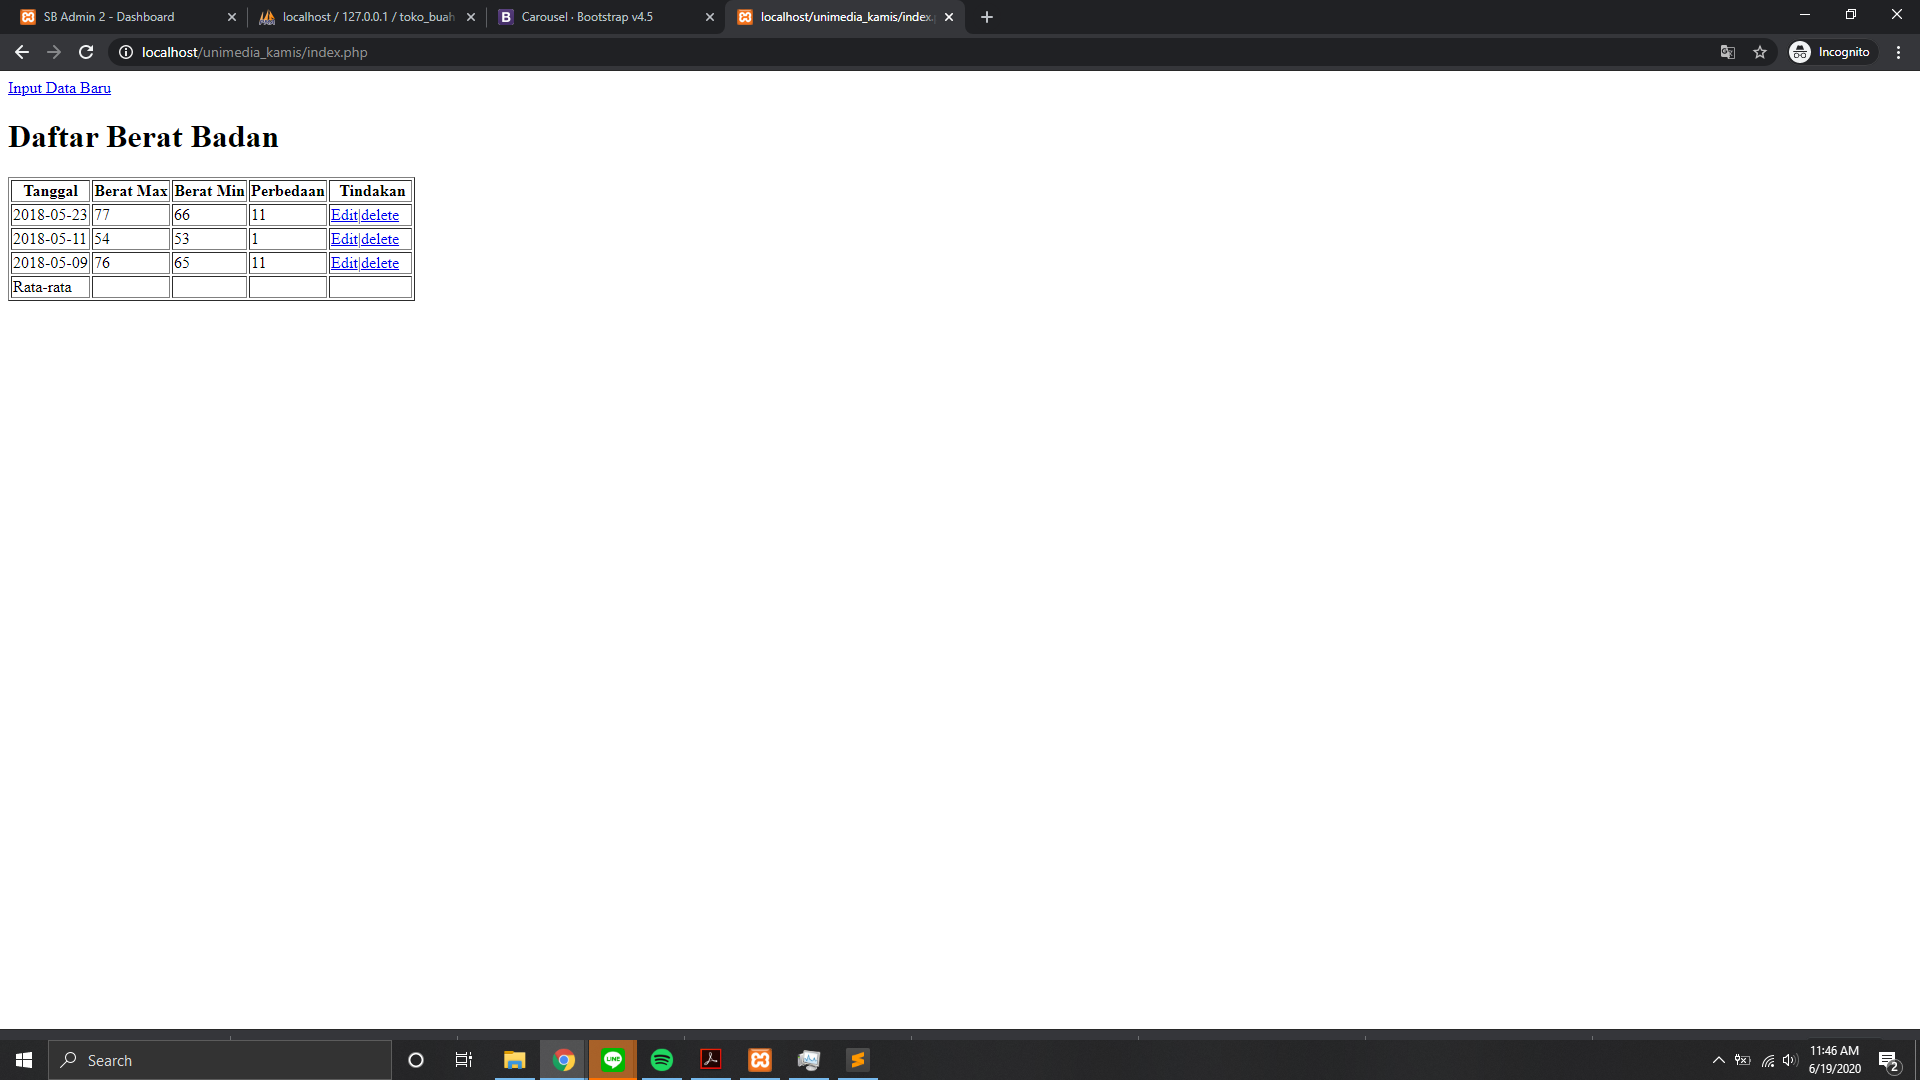 SB Admin 2 - Dashboard
localhost / 127.0.0.1 / toko_buah
Carousel · Bootstrap v4.5
localhost/unimedia_kamis/index.
localhost/unimedia_kamis/index.php
Incognito
Input Data Baru
Daftar Berat Badan
Tanggal Berat Max Berat Min Perbedaan Tindakan
2018-05-23 77 66 11 Edit|delete
2018-05-11 54 53 1 Edit|delete
2018-05-09 76 65 11 Edit|delete
Rata-rata
Search
LINE
11:46 AM
6/19/2020
2